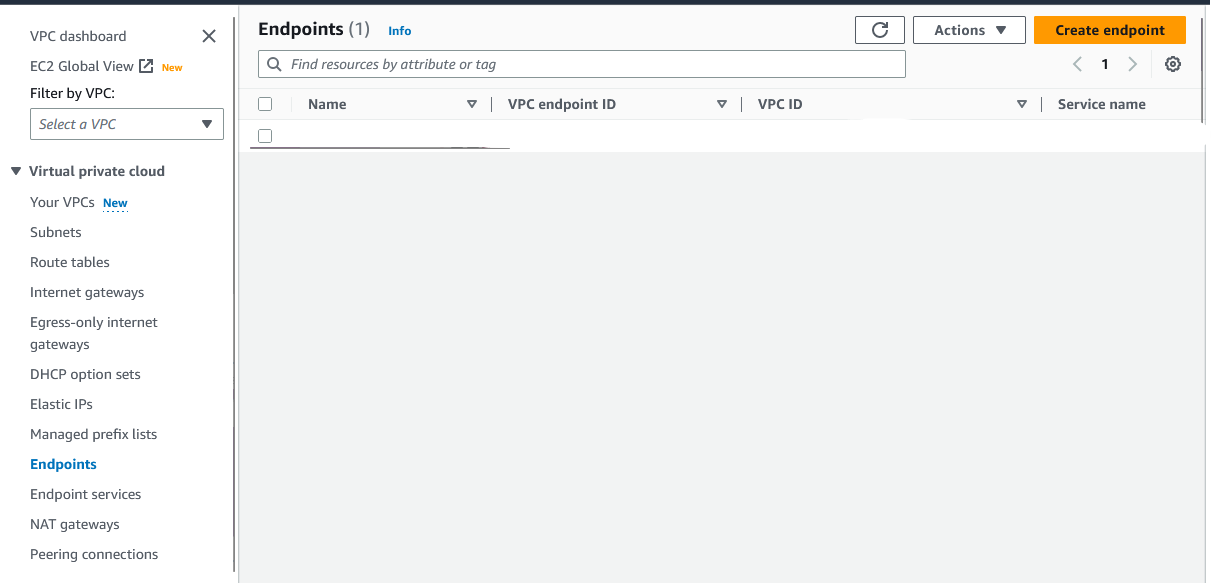 VPC dashboard
EC2 Global View New
Filter by VPC:
Select a VPC
Virtual private cloud
Your VPCs New
Subnets
Route tables
Internet gateways
Egress-only internet
gateways
DHCP option sets
Elastic IPs
Managed prefix lists
Endpoints
Endpoint services
NAT gateways
Peering connections
Endpoints (1) Info
Actions
Create endpoint
Find resources by attribute or tag
1
Name VPC endpoint ID VPC ID Service name